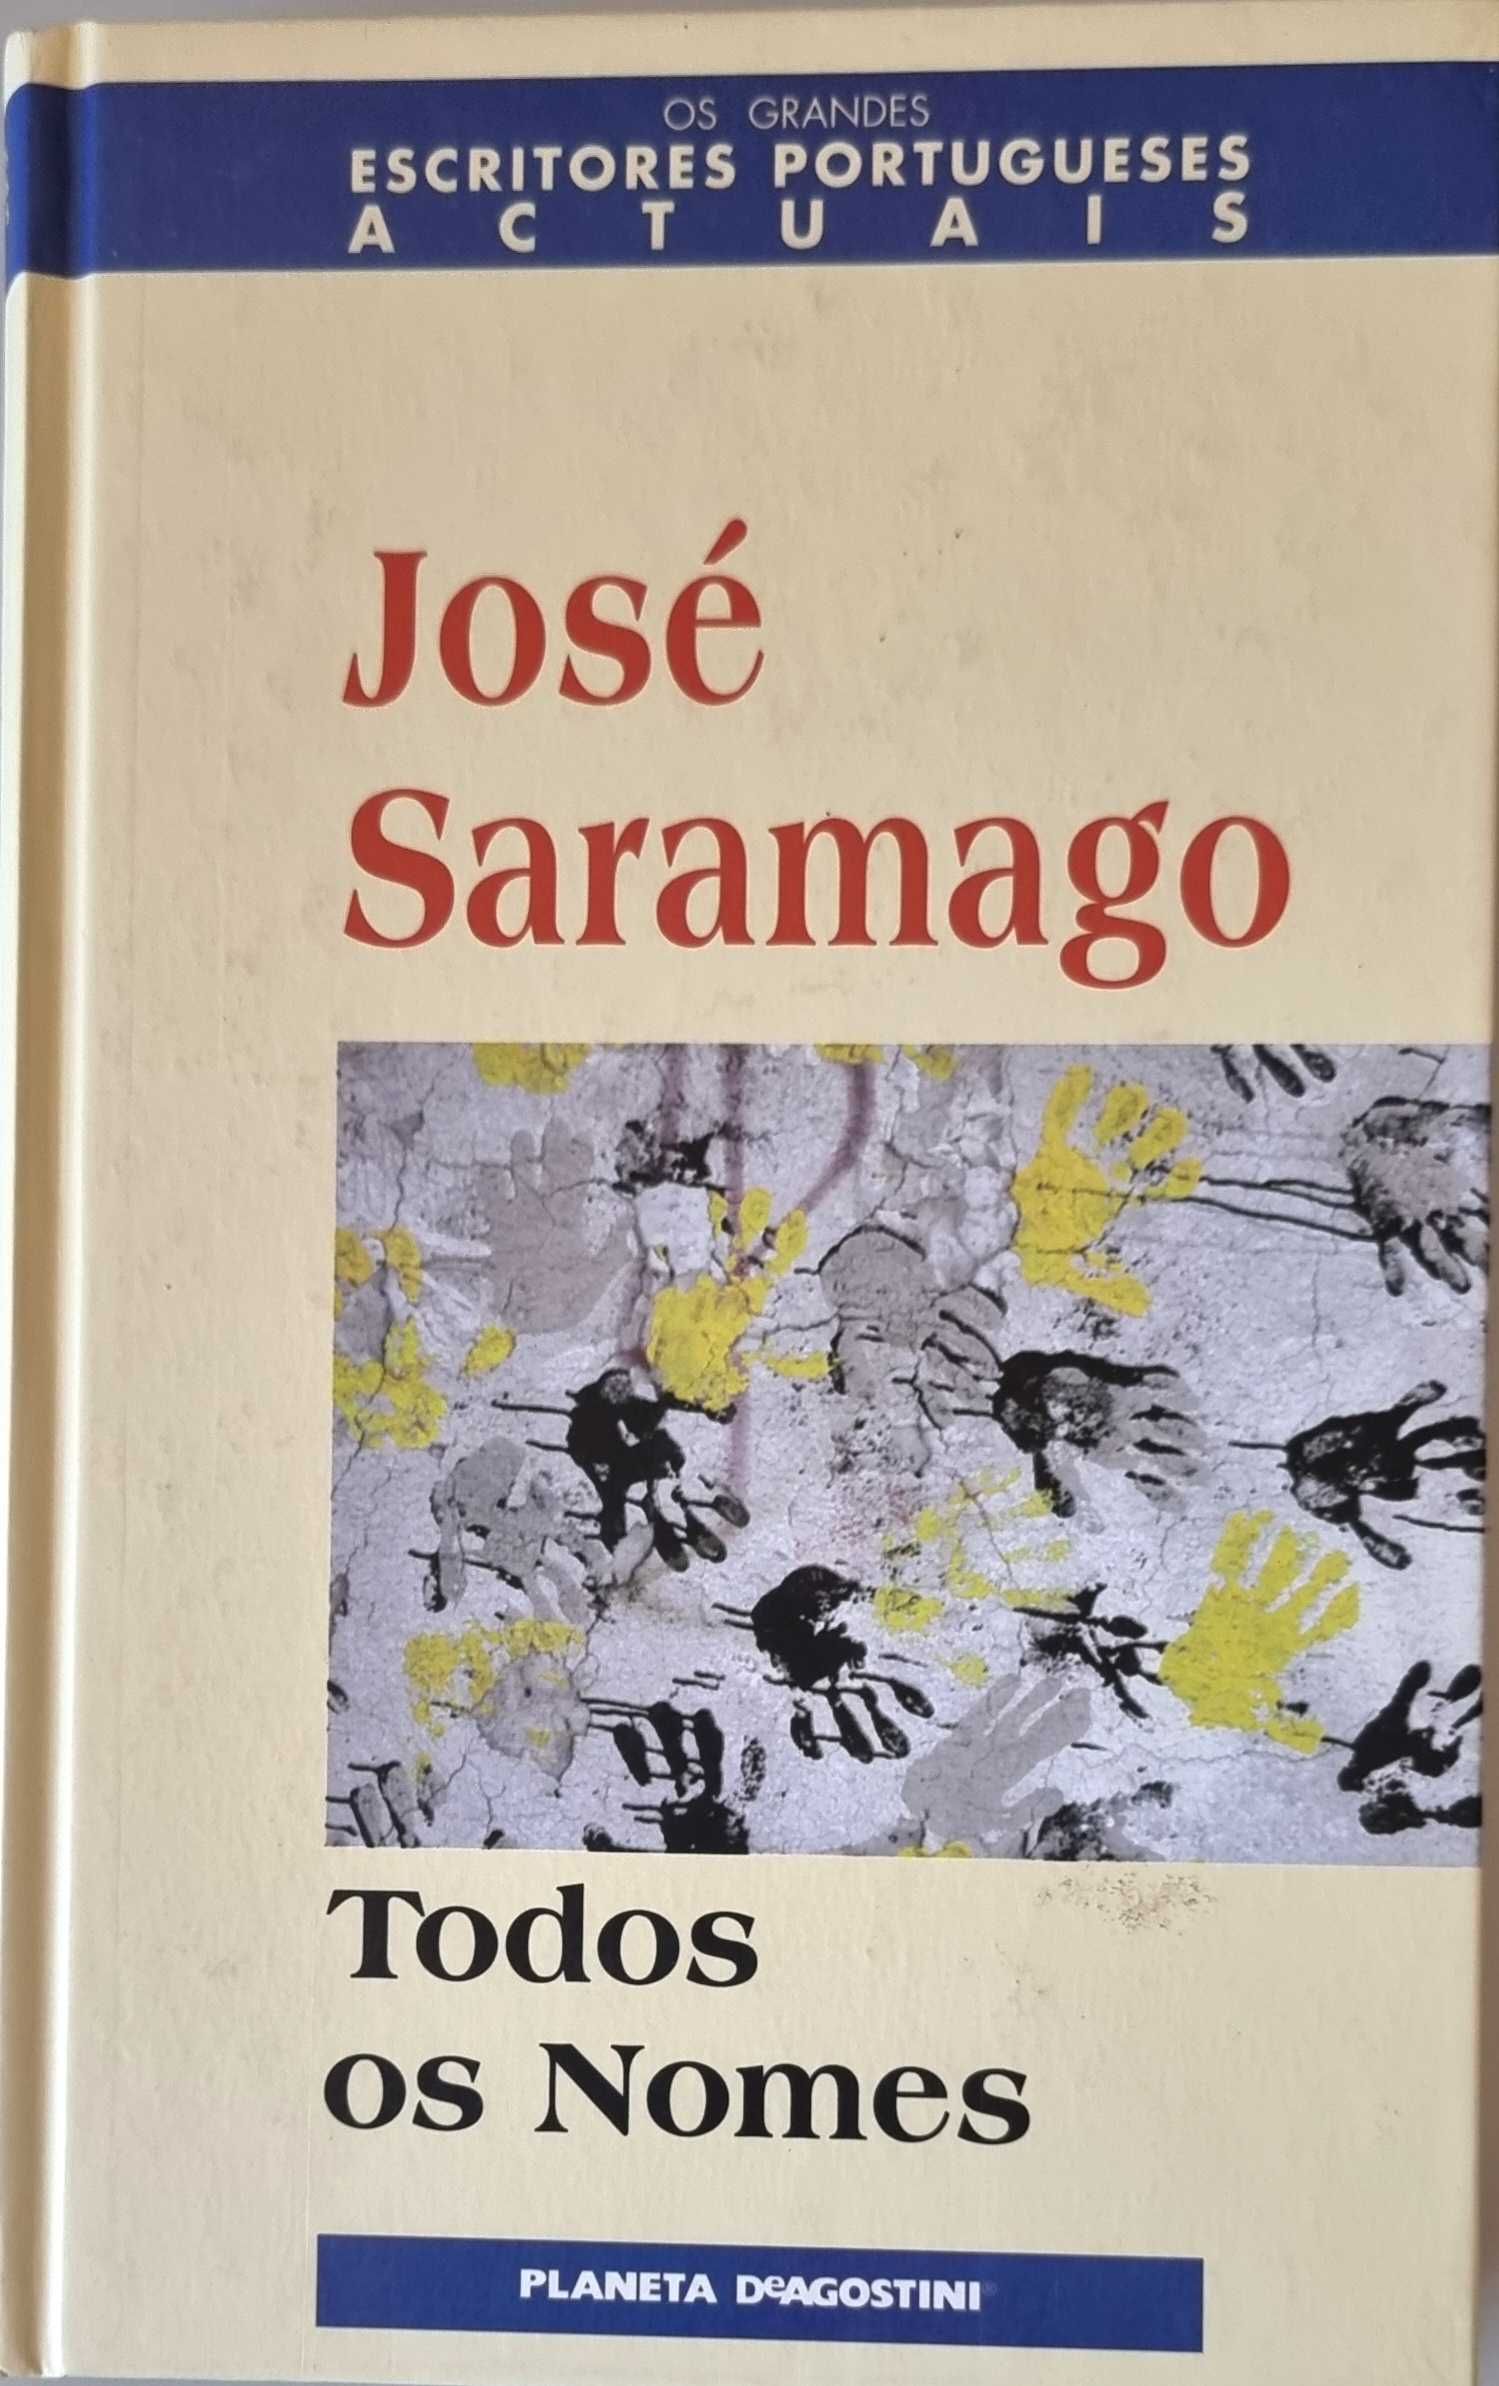 OS GRANDES
ESCRITORES PORTUGUESES
ACTUAIS
José
Saramago
Todos
os Nomes
PLANETA DeAGOSTINI®